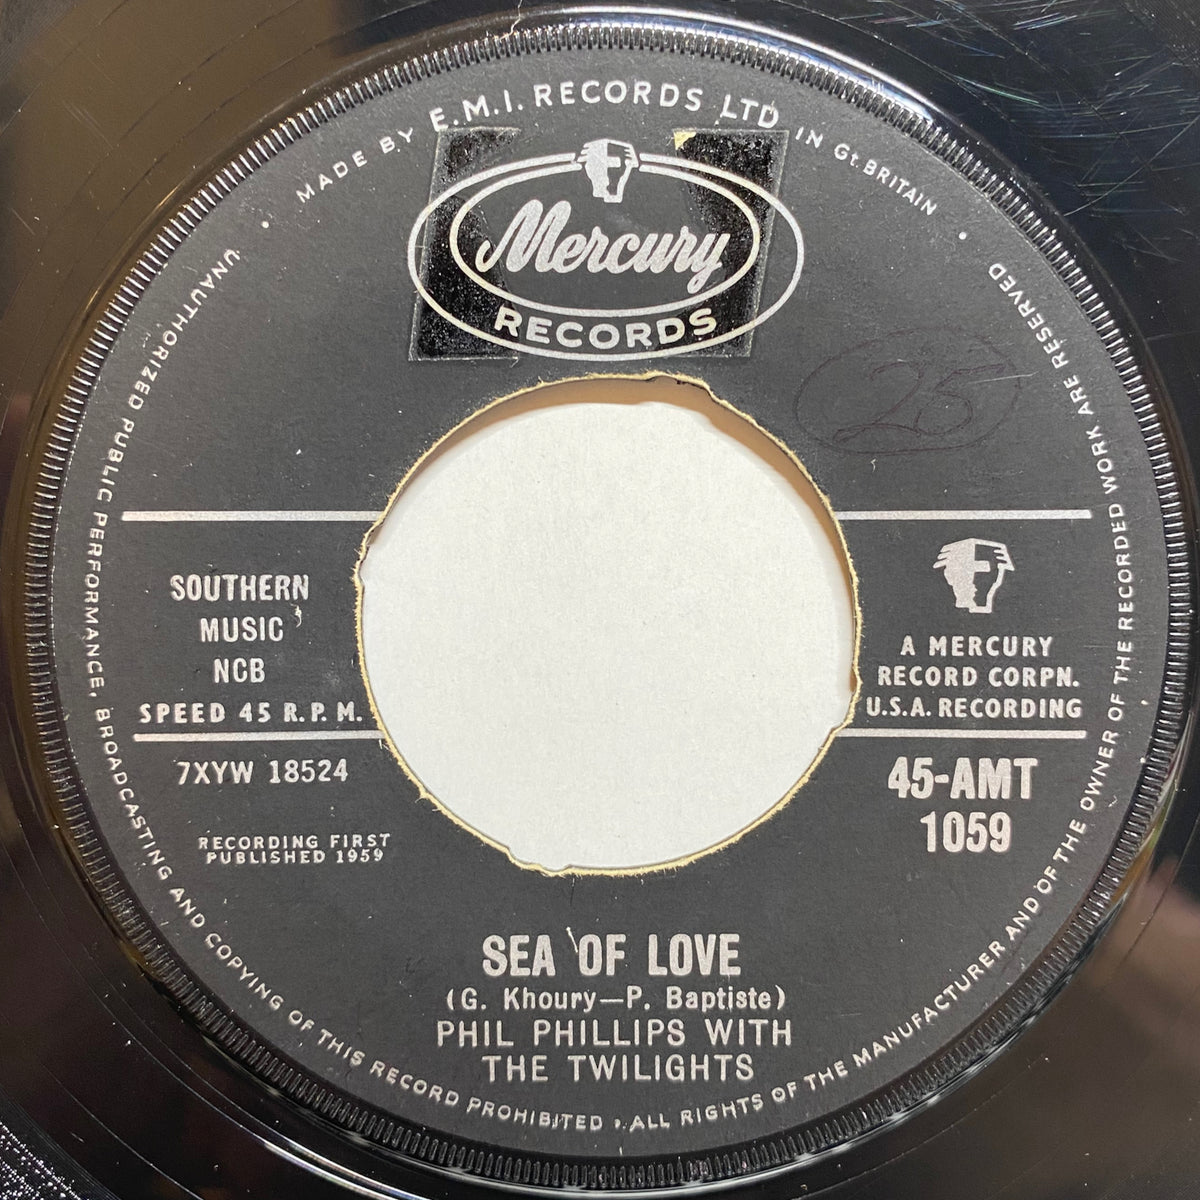 MADE BY E.M.I. RECORDS LTD IN Gt. BRITAIN
Mercury
RECORDS
25
SOUTHERN
MUSIC
NCB
SPEED 45 R.P.M.
A MERCURY
RECORD CORPN.
U.S.A. RECORDING
7XYW 18524
45-AMT
1059
RECORDING FIRST
PUBLISHED 1959
SEA OF LOVE
(G. Khoury—P. Baptiste)
PHIL PHILLIPS WITH
THE TWILIGHTS
UNAUTHORIZED PUBLIC PERFORMANCE, BROADCASTING AND COPYING OF THIS RECORD PROHIBITED . ALL RIGHTS OF THE MANUFACTURER AND OF THE OWNER OF THE RECORDED WORK ARE RESERVED